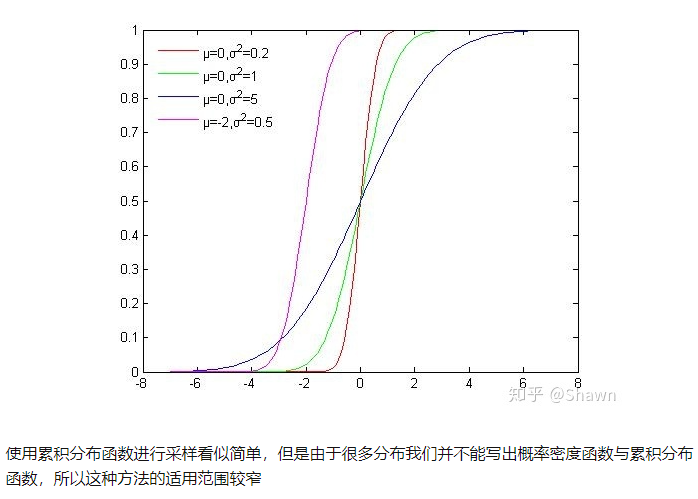 1
0.9
0.8
0.7
0.6
0.5
0.4
0.3
0.2
0.1
0
μ=0,σ²=0.2
μ=0,σ²=1
μ=0,σ²=5
μ=-2,σ²=0.5
-8 -6 -4 -2 0 2 4 6 8
知乎 @Shawn
使用累积分布函数进行采样看似简单，但是由于很多分布我们并不能写出概率密度函数与累积分布
函数，所以这种方法的适用范围较窄